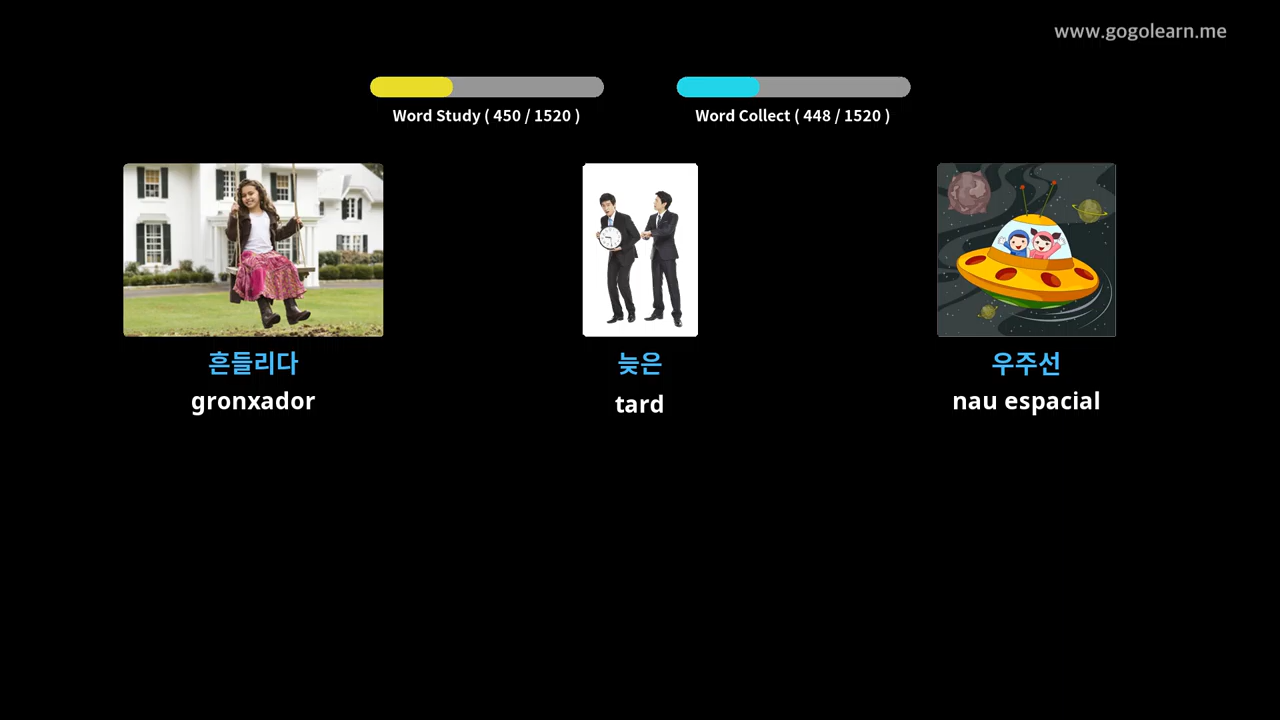 www.gogolearn.me
Word Study ( 450 / 1520 )
Word Collect ( 448 / 1520 )
흔들리다
늦은
우주선
gronxador
tard
nau espacial